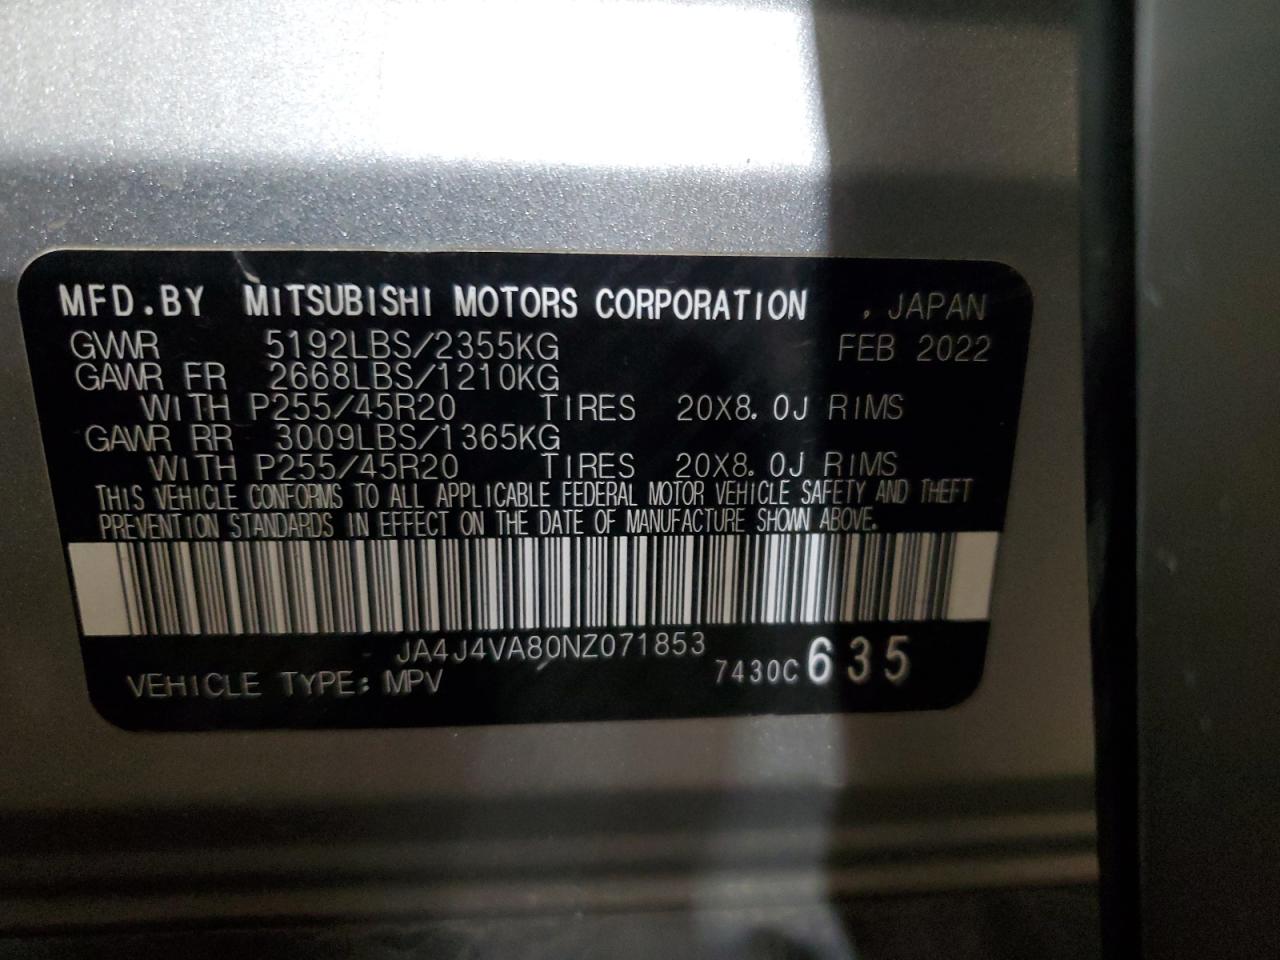 MFD.BY MITSUBISHI MOTORS CORPORATION , JAPAN
GVWR 5192LBS/2355KG FEB 2022
GAWR FR 2668LBS/1210KG
WITH P255/45R20 TIRES 20X8.0J RIMS
GAWR RR 3009LBS/1365KG
WITH P255/45R20 TIRES 20X8.0J RIMS
THIS VEHICLE CONFORMS TO ALL APPLICABLE FEDERAL MOTOR VEHICLE SAFETY AND THEFT
PREVENTION STANDARDS IN EFFECT ON THE DATE OF MANUFACTURE SHOWN ABOVE.
JA4J4VA80NZ071853
VEHICLE TYPE: MPV 7430C 635